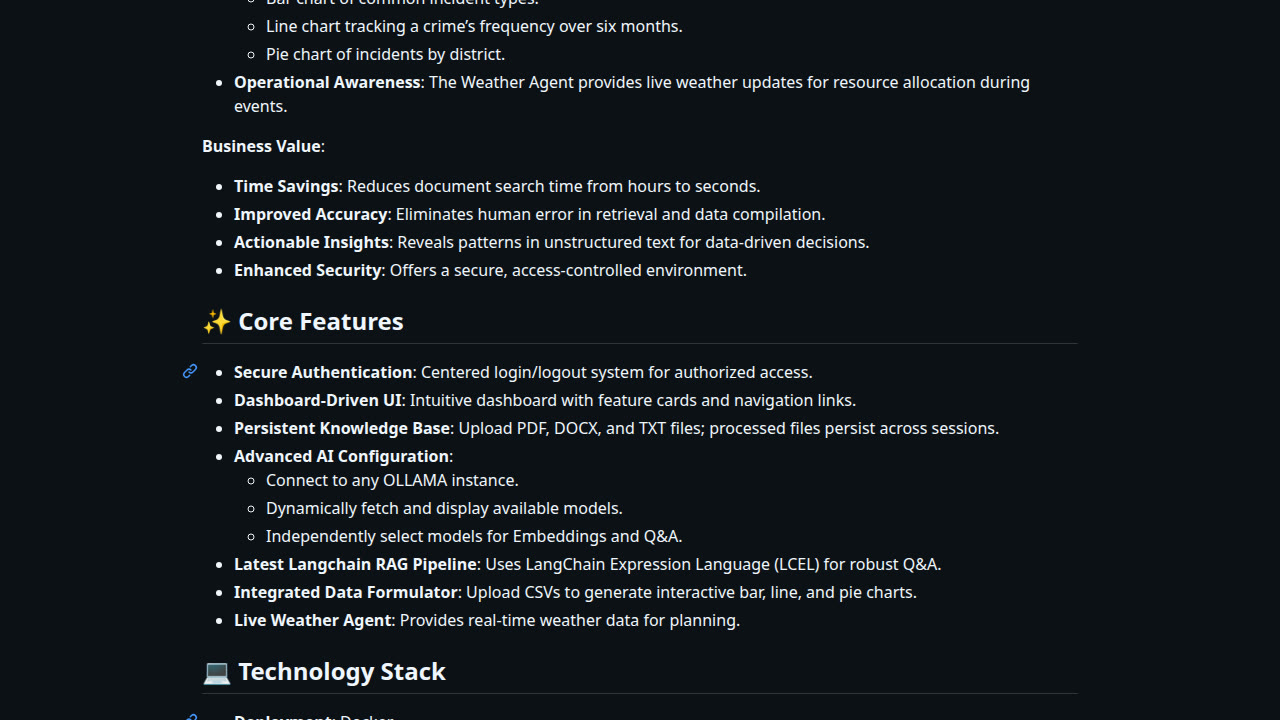 Bar chart of common incident types.
Line chart tracking a crime’s frequency over six months.
Pie chart of incidents by district.
Operational Awareness: The Weather Agent provides live weather updates for resource allocation during
events.
Business Value:
Time Savings: Reduces document search time from hours to seconds.
Improved Accuracy: Eliminates human error in retrieval and data compilation.
Actionable Insights: Reveals patterns in unstructured text for data-driven decisions.
Enhanced Security: Offers a secure, access-controlled environment.
✨ Core Features
Secure Authentication: Centered login/logout system for authorized access.
Dashboard-Driven UI: Intuitive dashboard with feature cards and navigation links.
Persistent Knowledge Base: Upload PDF, DOCX, and TXT files; processed files persist across sessions.
Advanced AI Configuration:
Connect to any OLLAMA instance.
Dynamically fetch and display available models.
Independently select models for Embeddings and Q&A.
Latest Langchain RAG Pipeline: Uses LangChain Expression Language (LCEL) for robust Q&A.
Integrated Data Formulator: Upload CSVs to generate interactive bar, line, and pie charts.
Live Weather Agent: Provides real-time weather data for planning.
💻 Technology Stack
Deployment: Docker